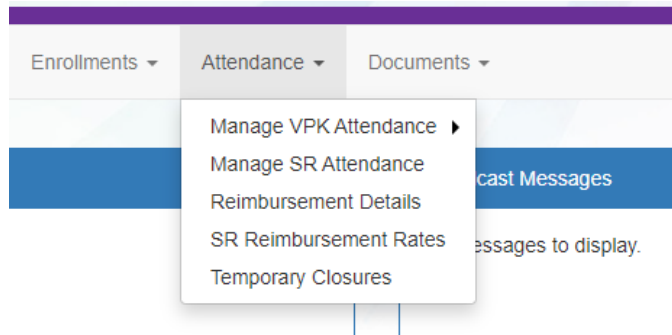 Enrollments Attendance Documents
Manage VPK Attendance
Manage SR Attendance
cast Messages
Reimbursement Details
SR Reimbursement Rates
essages to display.
Temporary Closures